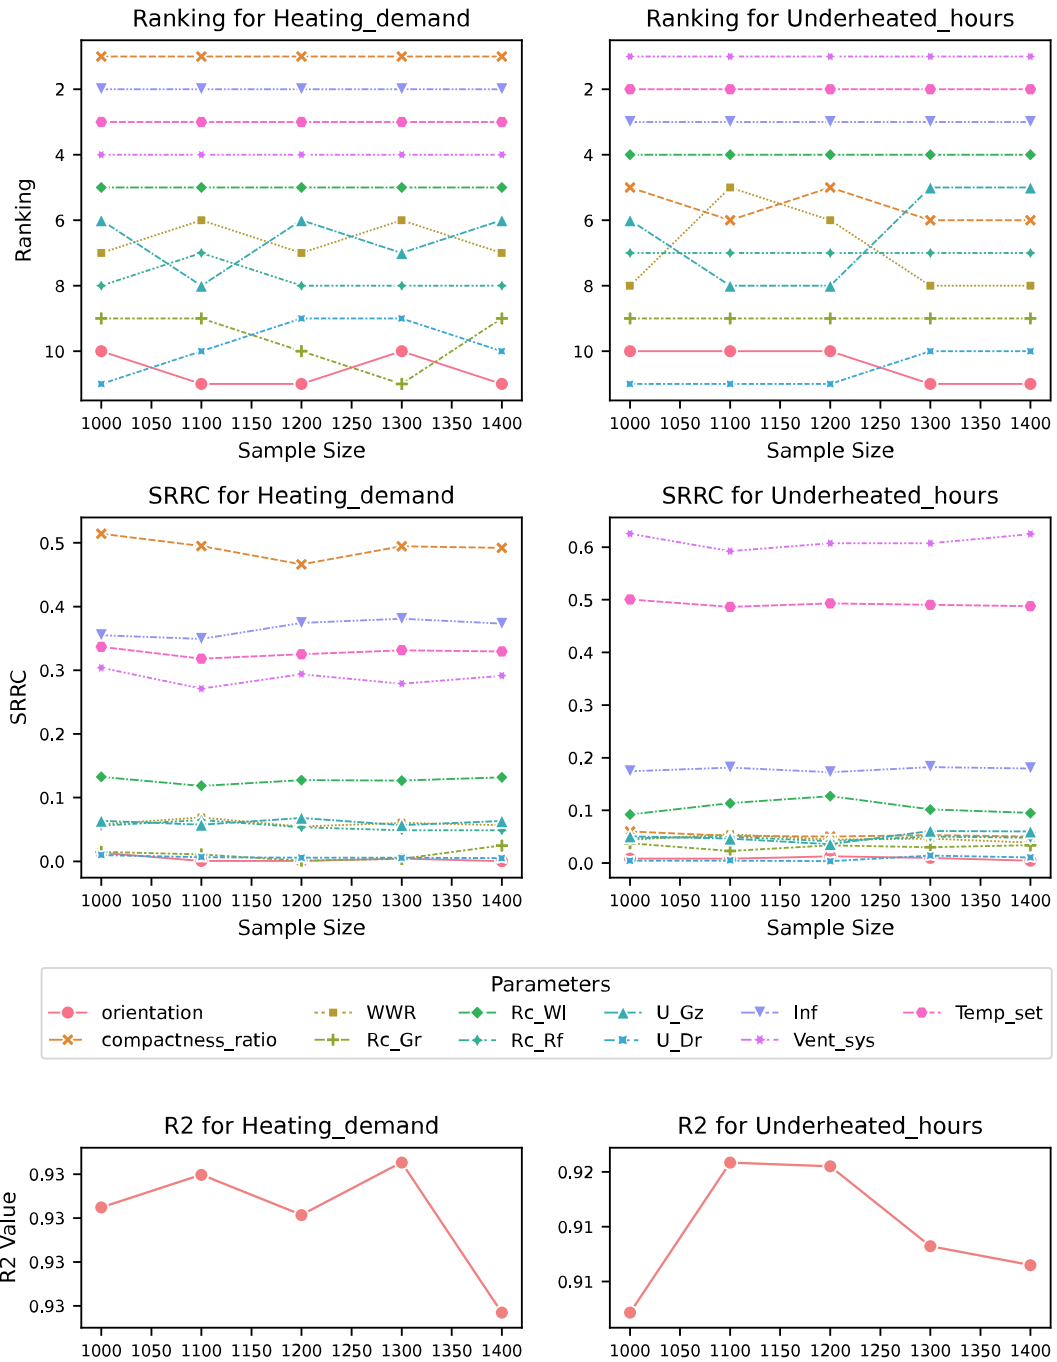 Ranking for Heating_demand
Ranking for Underheated_hours
Ranking
2
4
6
8
10
2
4
6
8
10
1000 1050 1100 1150 1200 1250 1300 1350 1400
1000 1050 1100 1150 1200 1250 1300 1350 1400
Sample Size
Sample Size
SRRC for Heating_demand
SRRC for Underheated_hours
SRRC
0.5
0.4
0.3
0.2
0.1
0.0
0.6
0.5
0.4
0.3
0.2
0.1
0.0
1000 1050 1100 1150 1200 1250 1300 1350 1400
1000 1050 1100 1150 1200 1250 1300 1350 1400
Sample Size
Sample Size
Parameters
orientation WWR Rc_Wl U_Gz Inf Temp_set
compactness_ratio Rc_Gr Rc_Rf U_Dr Vent_sys
R2 for Heating_demand
R2 for Underheated_hours
R2 Value
0.93
0.93
0.93
0.93
0.92
0.91
0.91
1000 1050 1100 1150 1200 1250 1300 1350 1400
1000 1050 1100 1150 1200 1250 1300 1350 1400